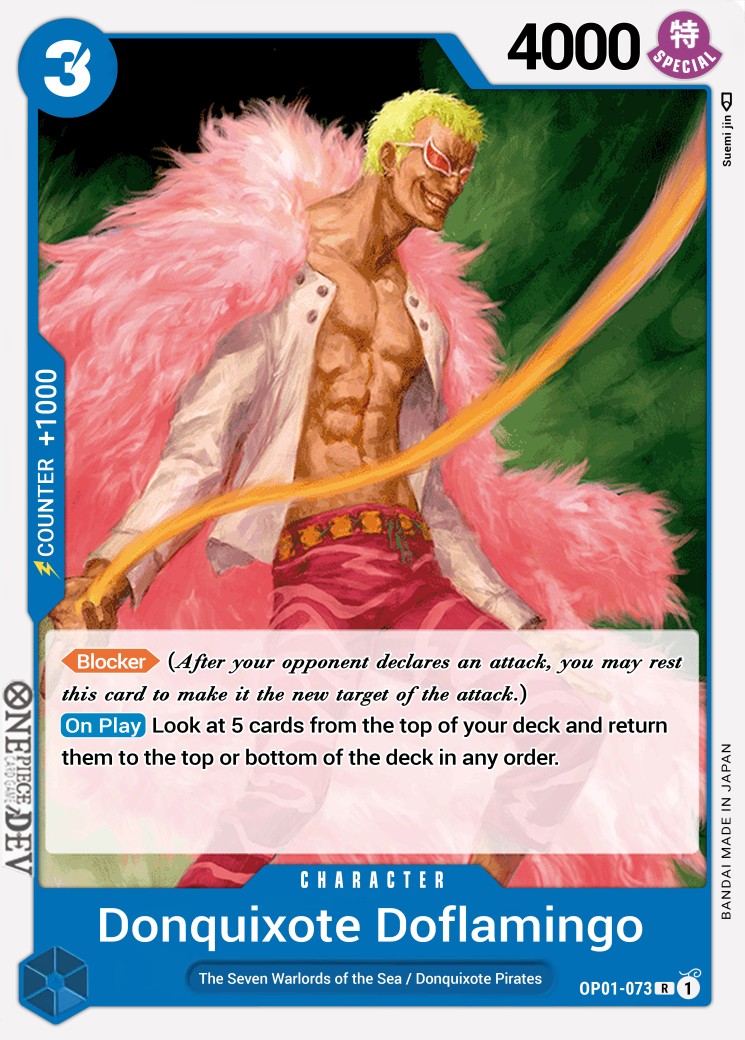 3
4000
特
SPECIAL
Suemi jin
COUNTER +1000
Blocker (After your opponent declares an attack, you may rest
this card to make it the new target of the attack.)
On Play Look at 5 cards from the top of your deck and return
them to the top or bottom of the deck in any order.
ONE PIECE
CARD GAME
/DEV
BANDAI MADE IN JAPAN
CHARACTER
Donquixote Doflamingo
The Seven Warlords of the Sea / Donquixote Pirates
OP01-073 R 1